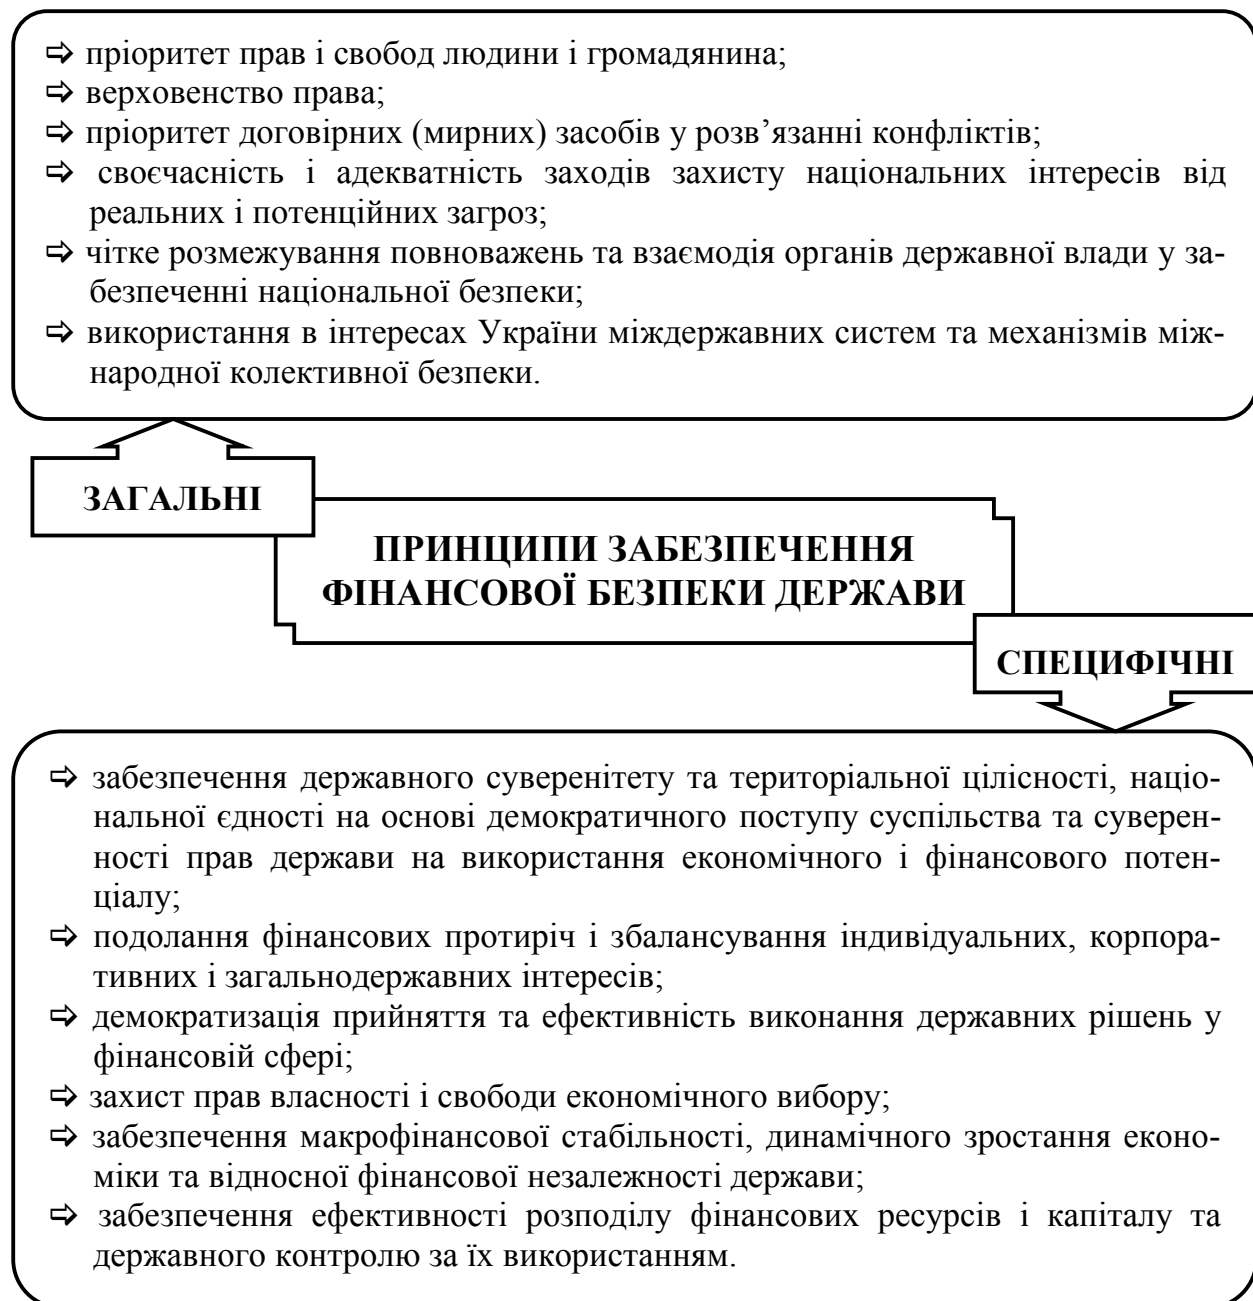 ⇨ пріоритет прав і свобод людини і громадянина;
⇨ верховенство права;
⇨ пріоритет договірних (мирних) засобів у розв’язанні конфліктів;
⇨ своєчасність і адекватність заходів захисту національних інтересів від
реальних і потенційних загроз;
⇨ чітке розмежування повноважень та взаємодія органів державної влади у за-
безпеченні національної безпеки;
⇨ використання в інтересах України міждержавних систем та механізмів між-
народної колективної безпеки.
ЗАГАЛЬНІ
ПРИНЦИПИ ЗАБЕЗПЕЧЕННЯ
ФІНАНСОВОЇ БЕЗПЕКИ ДЕРЖАВИ
СПЕЦИФІЧНІ
⇨ забезпечення державного суверенітету та територіальної цілісності, націо-
нальної єдності на основі демократичного поступу суспільства та суверен-
ності прав держави на використання економічного і фінансового потен-
ціалу;
⇨ подолання фінансових протиріч і збалансування індивідуальних, корпора-
тивних і загальнодержавних інтересів;
⇨ демократизація прийняття та ефективність виконання державних рішень у
фінансовій сфері;
⇨ захист прав власності і свободи економічного вибору;
⇨ забезпечення макрофінансової стабільності, динамічного зростання еконо-
міки та відносної фінансової незалежності держави;
⇨ забезпечення ефективності розподілу фінансових ресурсів і капіталу та
державного контролю за їх використанням.